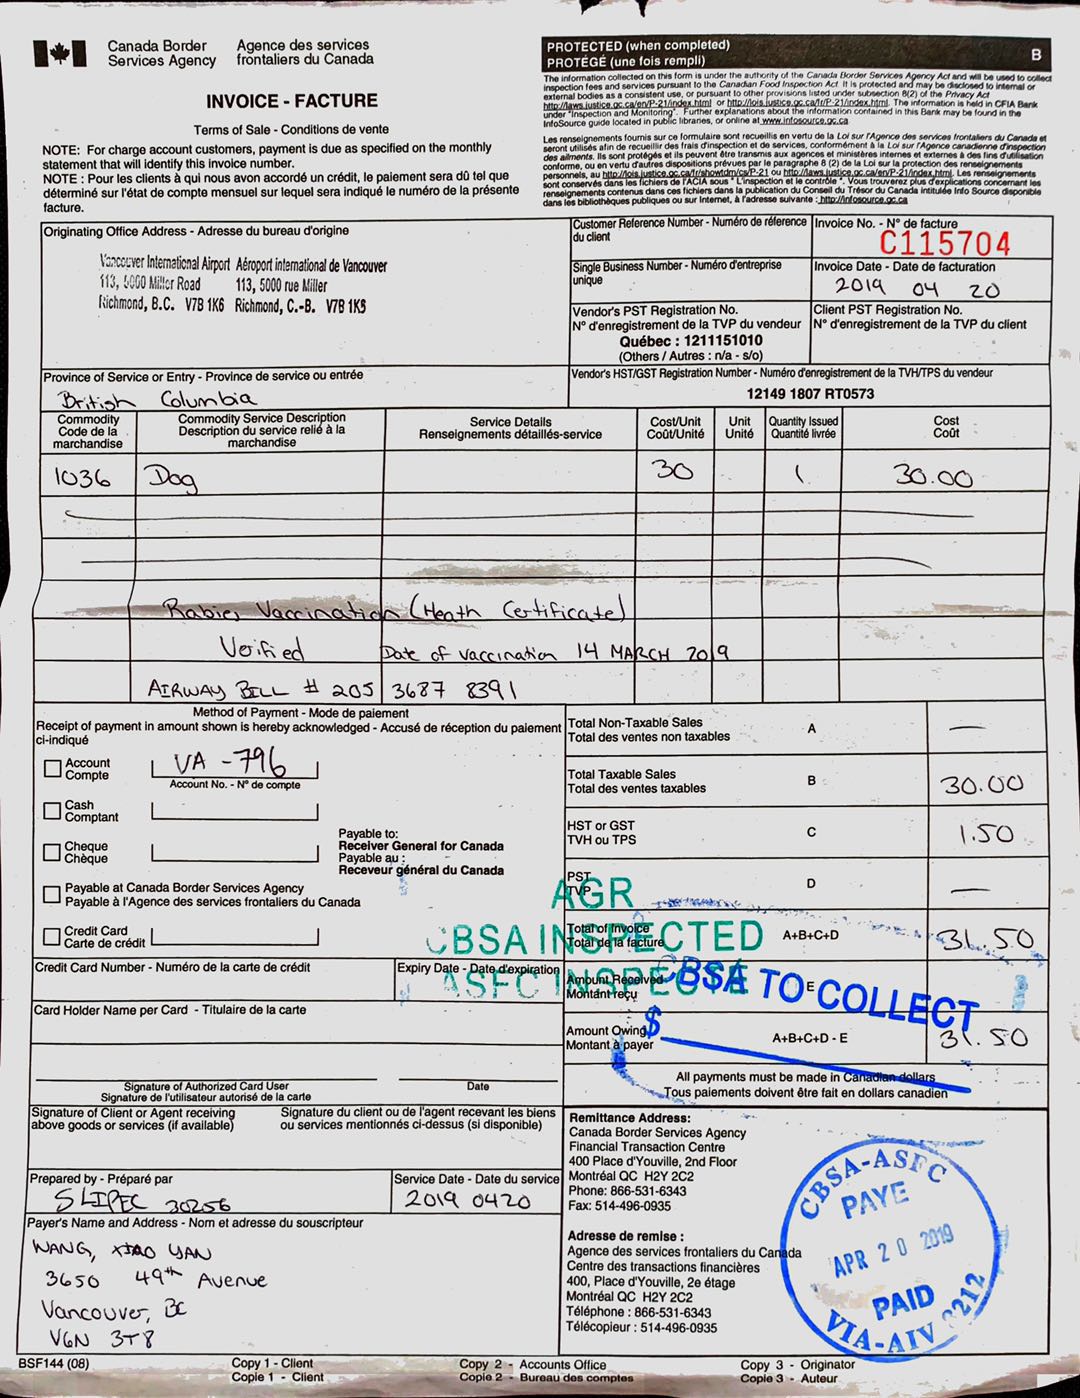 Canada Border Services Agency
Agence des services frontaliers du Canada
INVOICE - FACTURE
Terms of Sale - Conditions de vente
NOTE: For charge account customers, payment is due as specified on the monthly
statement that will identify this invoice number.
NOTE : Pour les clients à qui nous avon accordé un crédit, le paiement sera dû tel que
déterminé sur l'état de compte mensuel sur lequel sera indiqué le numéro de la présente
facture.
PROTECTED (when completed)
PROTÉGÉ (une fois rempli)
B
The information collected on this form is under the authority of the Canada Border Services Agency Act and will be used to collect
inspection fees and services pursuant to the Canadian Food Inspection Act. It is protected and may be disclosed to internal or
external bodies as a consistent use, or pursuant to other provisions listed under subsection 8(2) of the Privacy Act
http://laws.justice.gc.ca/en/P-21/index.html or http://lois.justice.gc.ca/fr/P-21/index.html. The information is held in CFIA Bank
under "Inspection and Monitoring". Further explanations about the information contained in this Bank may be found in the
InfoSource guide located in public libraries, or online at www.infosource.gc.ca
Les renseignements fournis sur ce formulaire sont recueillis en vertu de la Loi sur l'Agence des services frontaliers du Canada et
seront utilisés afin de recueillir des frais d'inspection et de services, conformément à la Loi sur l'Agence canadienne d'inspection
des aliments. Ils sont protégés et ils peuvent être transmis aux agences et ministères internes et externes à des fins d'utilisation
conforme, ou en vertu d'autres dispositions prévues par le paragraphe 8 (2) de la Loi sur la protection des renseignements
personnels, au http://lois.justice.gc.ca/fr/showtdm/cs/P-21 ou http://laws.justice.gc.ca/en/P-21/index.html. Les renseignements
sont conservés dans les fichiers de l'ACIA sous " L'inspection et le contrôle ". Vous trouverez plus d'explications concernant les
renseignements contenus dans ces fichiers dans la publication du Conseil du Trésor du Canada intitulée Info Source disponible
dans les bibliothèques publiques ou sur Internet, à l'adresse suivante : http://infosource.gc.ca
Originating Office Address - Adresse du bureau d'origine
Vancouver International Airport Aéroport international de Vancouver
113, 5000 Miller Road 113, 5000 rue Miller
Richmond, B.C. V7B 1K6 Richmond, C.-B. V7B 1K6
Customer Reference Number - Numéro de référence
du client
Invoice No. - N° de facture
C115704
Single Business Number - Numéro d'entreprise
unique
Invoice Date - Date de facturation
2019 04 20
Vendor's PST Registration No.
N° d'enregistrement de la TVP du vendeur
Québec : 1211151010
(Others / Autres : n/a - s/o)
Client PST Registration No.
N° d'enregistrement de la TVP du client
Province of Service or Entry - Province de service ou entrée
British Columbia
Vendor's HST/GST Registration Number - Numéro d'enregistrement de la TVH/TPS du vendeur
12149 1807 RT0573
Commodity
Code de la
marchandise
Commodity Service Description
Description du service relié à la
marchandise
Service Details
Renseignements détaillés-service
Cost/Unit
Coût/Unité
Unit
Unité
Quantity Issued
Quantité livrée
Cost
Coût
1036 Dog 30 1 30.00
Rabies Vaccination (Heath Certificate)
Verified Date of vaccination 14 MARCH 2019
AIRWAY BILL # 205 3687 8391
Method of Payment - Mode de paiement
Receipt of payment in amount shown is hereby acknowledged - Accusé de réception du paiement
ci-indiqué
Account
Compte
VA -796
Account No. - N° de compte
Cash
Comptant
Cheque
Chèque
Payable to:
Receiver General for Canada
Payable au :
Receveur général du Canada
Payable at Canada Border Services Agency
Payable à l'Agence des services frontaliers du Canada
Credit Card
Carte de crédit
Total Non-Taxable Sales
Total des ventes non taxables
A
—
Total Taxable Sales
Total des ventes taxables
B
30.00
HST or GST
TVH ou TPS
C
1.50
PST
TVP
D
—
Total of Invoice
Total de la facture
A+B+C+D
31.50
Amount Received
Montant reçu
E
Amount Owing
Montant à payer
A+B+C+D - E
31.50
AGR
CBSA INSPECTED
ASFC INSPECTÉ
CBSA TO COLLECT
$
All payments must be made in Canadian dollars
Tous paiements doivent être fait en dollars canadien
Credit Card Number - Numéro de la carte de crédit
Expiry Date - Date d'expiration
Card Holder Name per Card - Titulaire de la carte
Signature of Authorized Card User
Signature de l'utilisateur autorisé de la carte
Date
Signature of Client or Agent receiving
above goods or services (if available)
Signature du client ou de l'agent recevant les biens
ou services mentionnés ci-dessus (si disponible)
Prepared by - Préparé par
SLIPEC 30256
Service Date - Date du service
2019 04 20
Payer's Name and Address - Nom et adresse du souscripteur
WANG, XIAO YAN
3650 49th Avenue
Vancouver, BC
V6N 3T8
Remittance Address:
Canada Border Services Agency
Financial Transaction Centre
400 Place d'Youville, 2nd Floor
Montréal QC H2Y 2C2
Phone: 866-531-6343
Fax: 514-496-0935
Adresse de remise :
Agence des services frontaliers du Canada
Centre des transactions financières
400, Place d'Youville, 2e étage
Montréal QC H2Y 2C2
Téléphone : 866-531-6343
Télécopieur : 514-496-0935
CBSA-ASFC
PAYE
APR 20 2019
PAID
VIA-AIV 0212
BSF144 (08)
Copy 1 - Client
Copie 1 - Client
Copy 2 - Accounts Office
Copie 2 - Bureau des comptes
Copy 3 - Originator
Copie 3 - Auteur